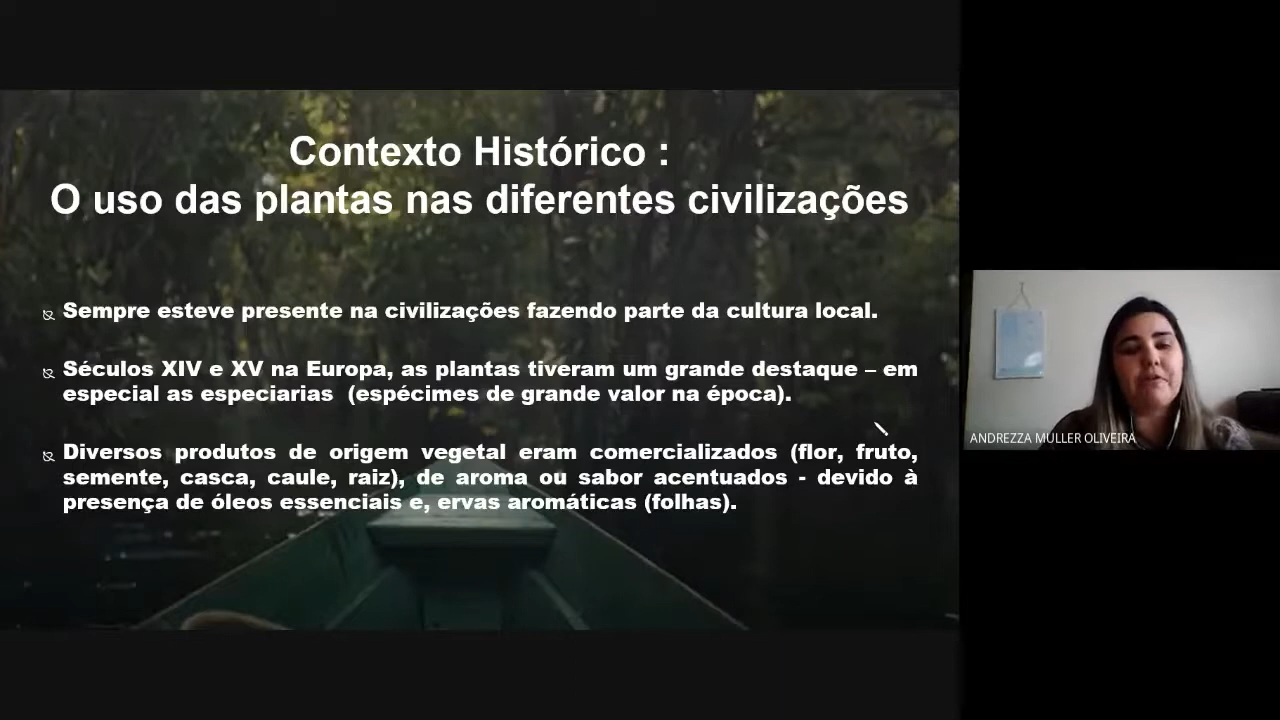 Contexto Histórico :
O uso das plantas nas diferentes civilizações
Sempre esteve presente na civilizações fazendo parte da cultura local.
Séculos XIV e XV na Europa, as plantas tiveram um grande destaque – em
especial as especiarias (espécimes de grande valor na época).
Diversos produtos de origem vegetal eram comercializados (flor, fruto,
semente, casca, caule, raiz), de aroma ou sabor acentuados - devido à
presença de óleos essenciais e, ervas aromáticas (folhas).
ANDREZZA MULLER OLIVEIRA